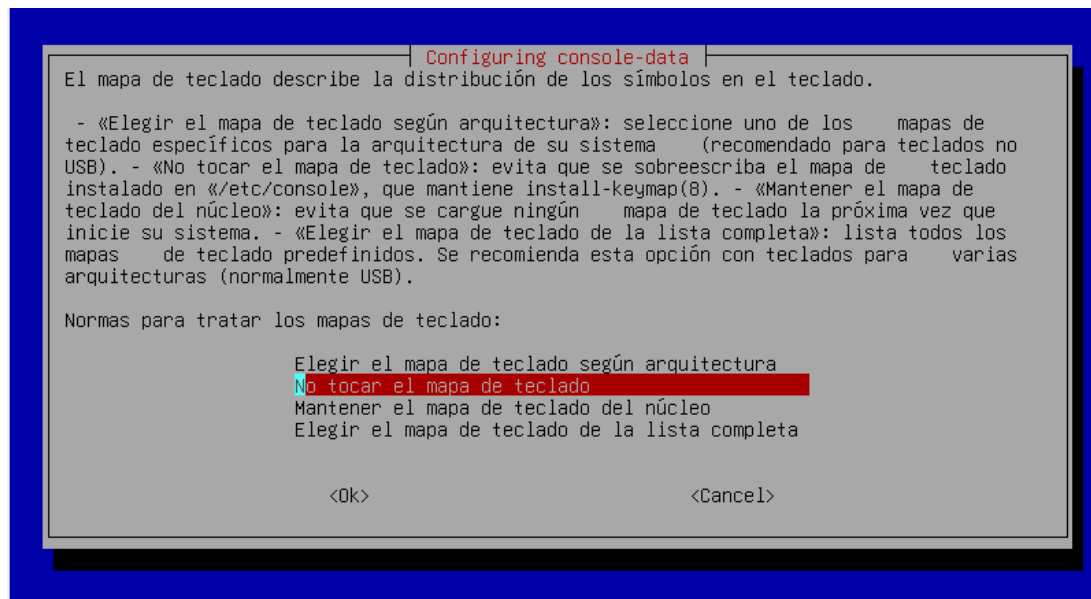 Configuring console-data
El mapa de teclado describe la distribución de los símbolos en el teclado.
- «Elegir el mapa de teclado según arquitectura»: seleccione uno de los    mapas de
teclado específicos para la arquitectura de su sistema    (recomendado para teclados no
USB). - «No tocar el mapa de teclado»: evita que se sobreescriba el mapa de    teclado
instalado en «/etc/console», que mantiene install-keymap(8). - «Mantener el mapa de
teclado del núcleo»: evita que se cargue ningún    mapa de teclado la próxima vez que
inicie su sistema. - «Elegir el mapa de teclado de la lista completa»: lista todos los
mapas    de teclado predefinidos. Se recomienda esta opción con teclados para    varias
arquitecturas (normalmente USB).
Normas para tratar los mapas de teclado:
Elegir el mapa de teclado según arquitectura
No tocar el mapa de teclado
Mantener el mapa de teclado del núcleo
Elegir el mapa de teclado de la lista completa
<Ok> <Cancel>